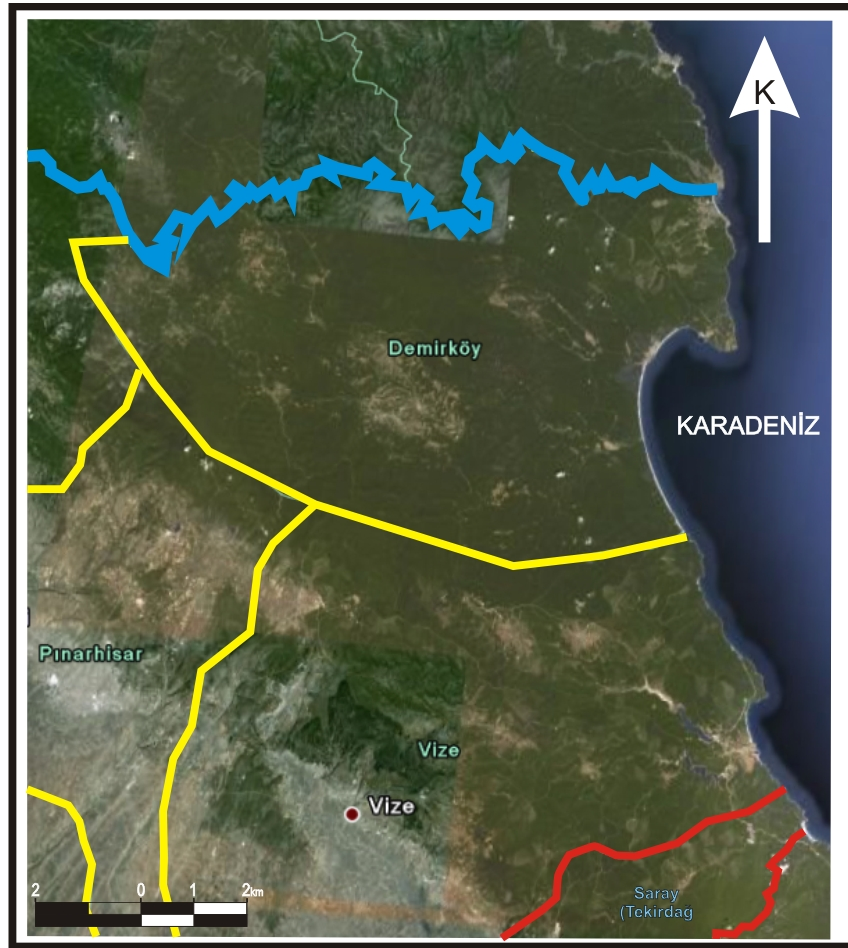 K
Demirköy
KARADENİZ
Pınarhisar
Vize
Vize
2 0 1 2km
Saray
(Tekirdağ